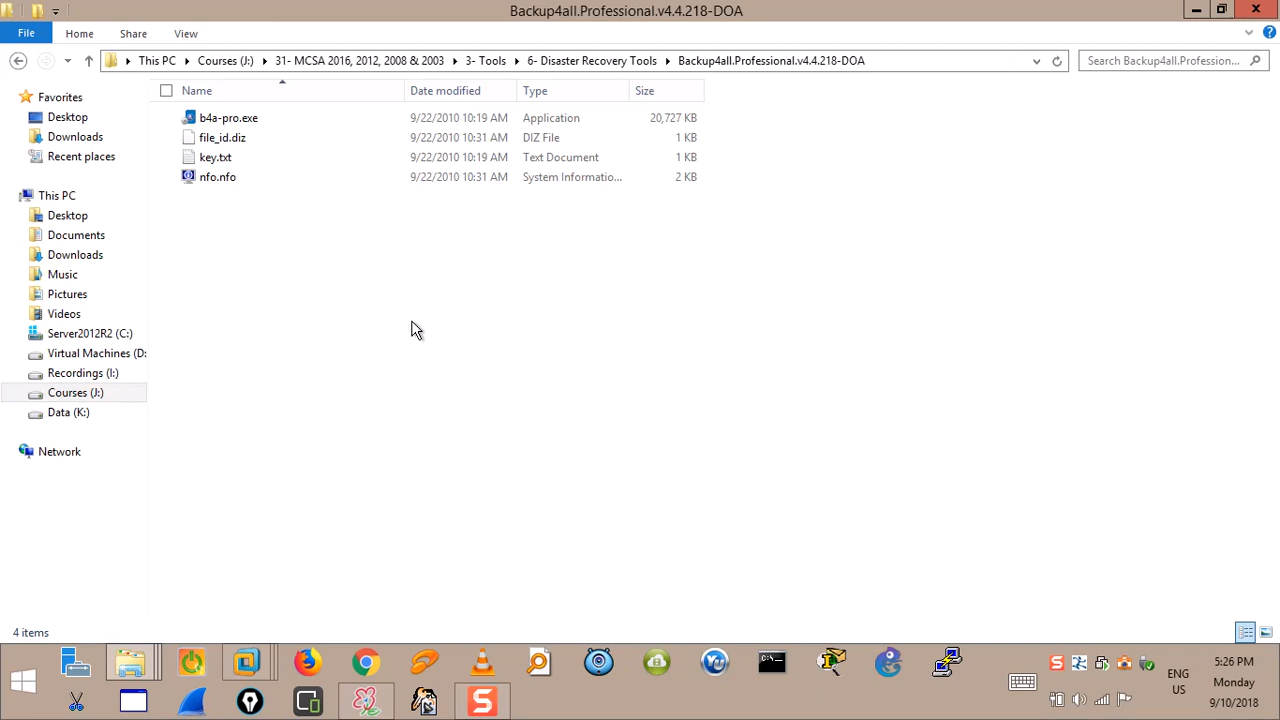 Backup4all.Professional.v4.4.218-DOA
File Home Share View
This PC Courses (J:) 31- MCSA 2016, 2012, 2008 & 2003 3- Tools 6- Disaster Recovery Tools Backup4all.Professional.v4.4.218-DOA Search Backup4all.Profession...
Name Date modified Type Size
b4a-pro.exe 9/22/2010 10:19 AM Application 20,727 KB
file_id.diz 9/22/2010 10:31 AM DIZ File 1 KB
key.txt 9/22/2010 10:19 AM Text Document 1 KB
nfo.nfo 9/22/2010 10:31 AM System Informatio... 2 KB
Favorites
Desktop
Downloads
Recent places
This PC
Desktop
Documents
Downloads
Music
Pictures
Videos
Server2012R2 (C:)
Virtual Machines (D:
Recordings (I:)
Courses (J:)
Data (K:)
Network
4 items
ENG
US
5:26 PM
Monday
9/10/2018